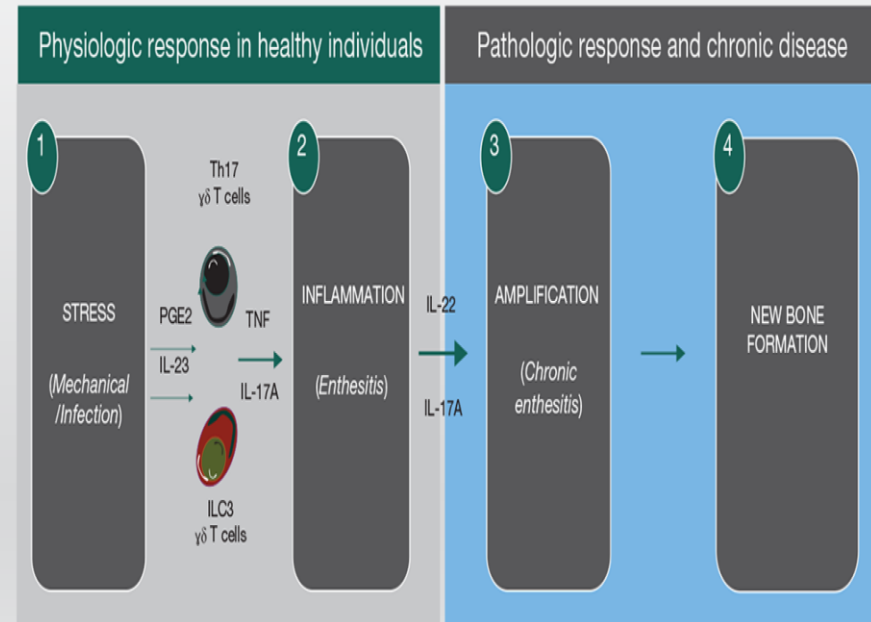 Physiologic response in healthy individuals
Pathologic response and chronic disease
1
STRESS
(Mechanical
/Infection)
PGE2
IL-23
Th17
γδ T cells
ILC3
γδ T cells
TNF
IL-17A
2
INFLAMMATION
(Enthesitis)
IL-22
IL-17A
3
AMPLIFICATION
(Chronic
enthesitis)
4
NEW BONE
FORMATION